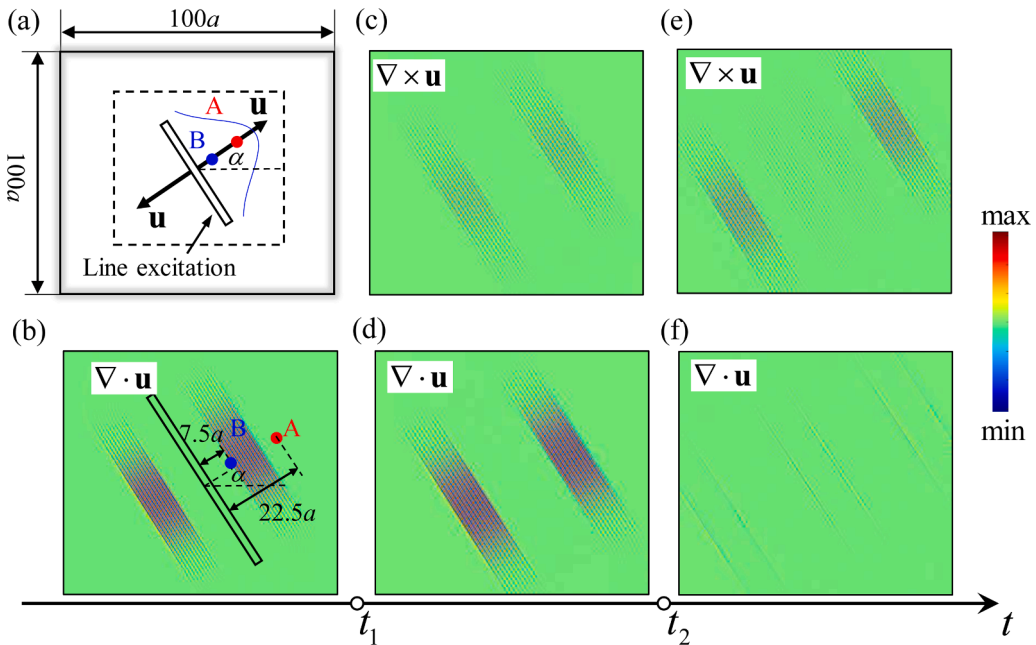 (a)
100a
100a
A
u
B
α
u
Line excitation
(c)
∇ × u
(e)
∇ × u
max
min
(b)
∇ · u
B
A
7.5a
α
22.5a
(d)
∇ · u
(f)
∇ · u
t₁
t₂
t